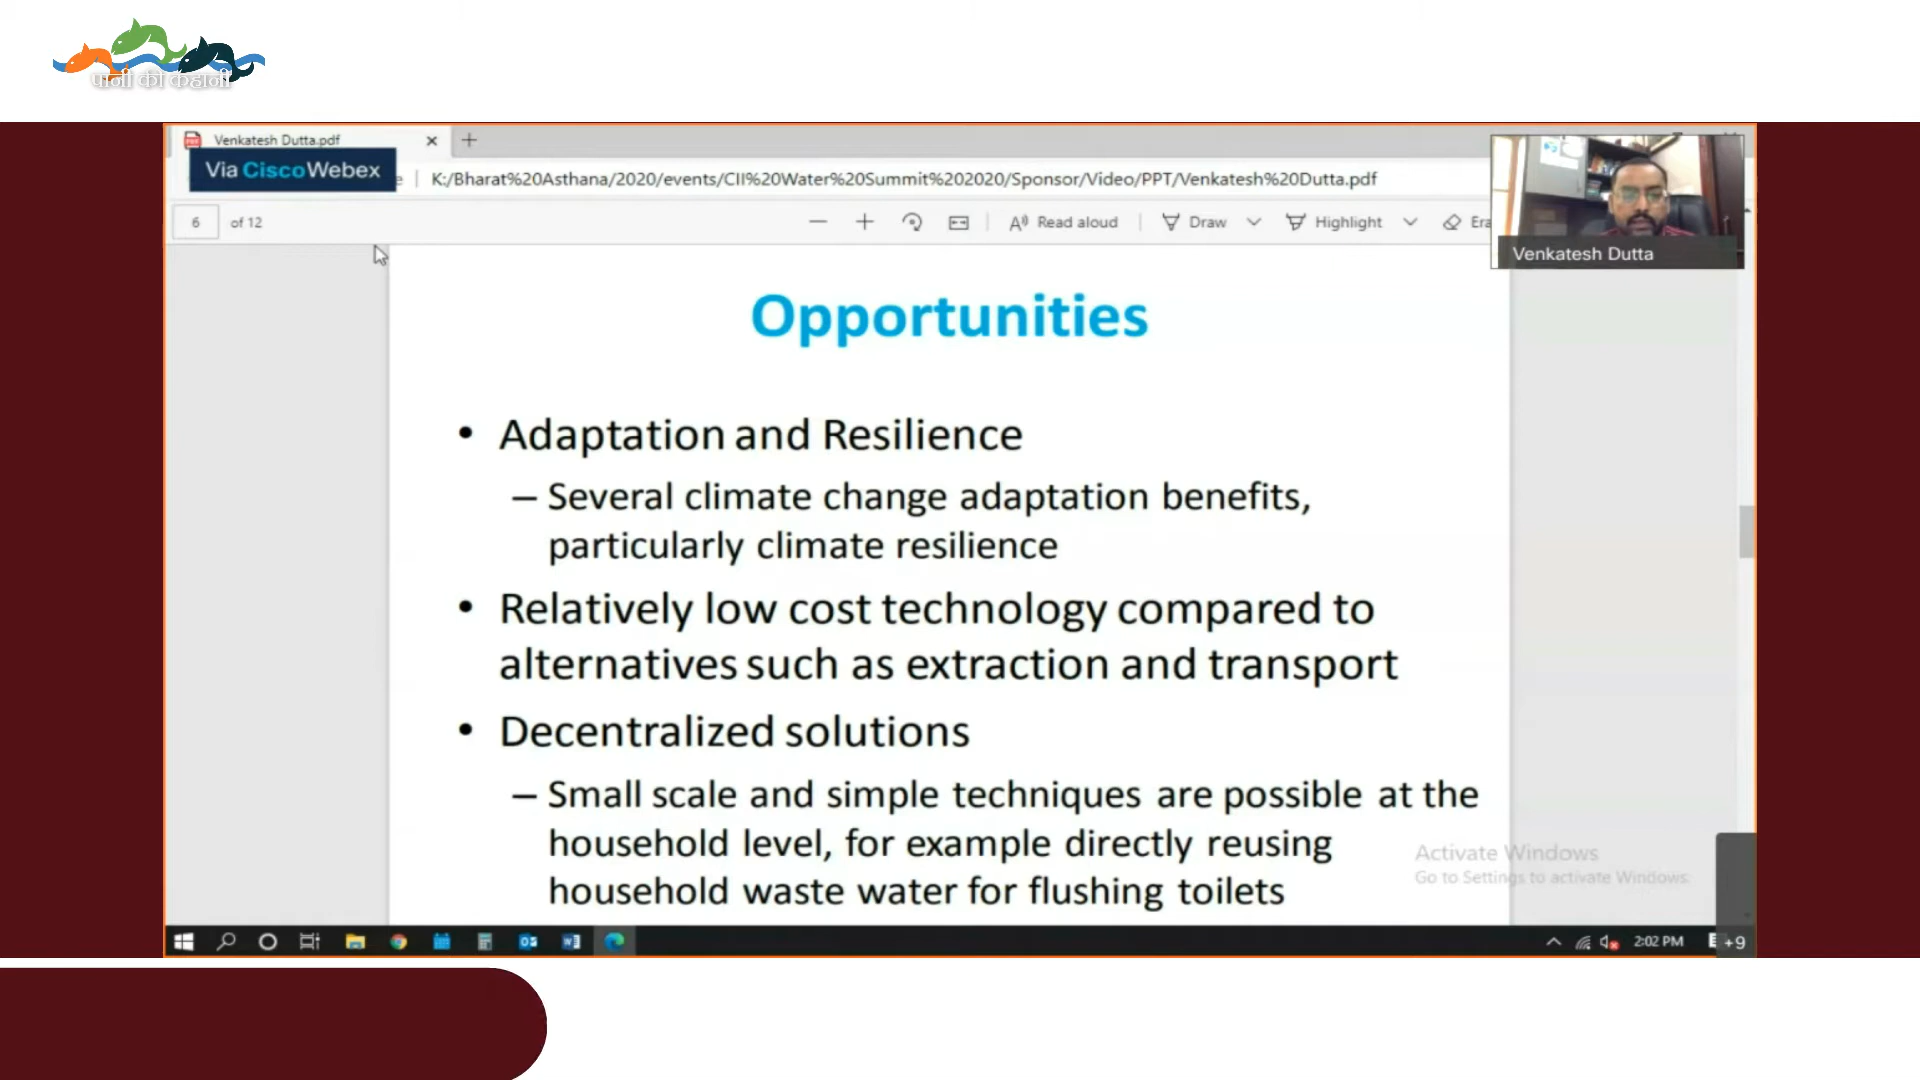 पानी की कहानी
Venkatesh Dutta.pdf
Via CiscoWebex
K:/Bharat%20Asthana/2020/events/CII%20Water%20Summit%202020/Sponsor/Video/PPT/Venkatesh%20Dutta.pdf
6 of 12
Read aloud
Draw
Highlight
Venkatesh Dutta
Opportunities
• Adaptation and Resilience
– Several climate change adaptation benefits,
particularly climate resilience
• Relatively low cost technology compared to
alternatives such as extraction and transport
• Decentralized solutions
– Small scale and simple techniques are possible at the
household level, for example directly reusing
household waste water for flushing toilets
Activate Windows
Go to Settings to activate Windows.
2:02 PM
+9